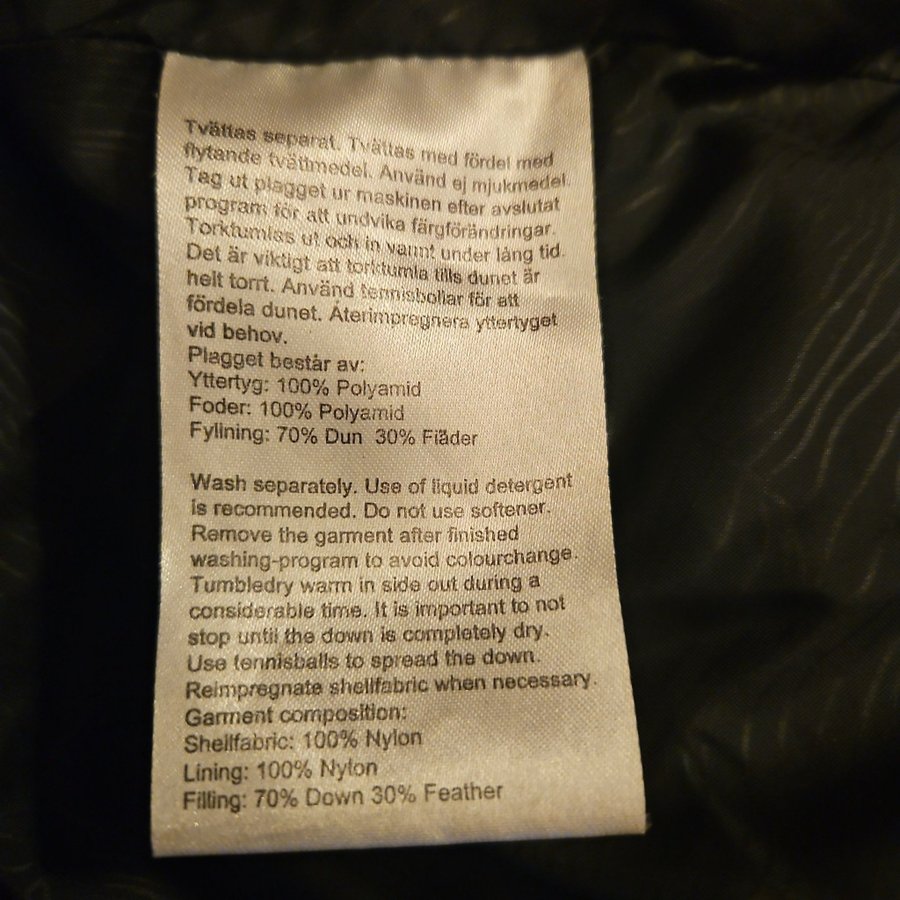 Tvättas separat. Tvättas med fördel med
flytande tvättmedel. Använd ej mjukmedel.
Tag ut plagget ur maskinen efter avslutat
program för att undvika färgförändringar.
Torktumlas ut och in varmt under lång tid.
Det är viktigt att torktumla tills dunet är
helt torrt. Använd tennisbollar för att
fördela dunet. Återimpregnera yttertyget
vid behov.
Plagget består av:
Yttertyg: 100% Polyamid
Foder: 100% Polyamid
Fyllning: 70% Dun 30% Fjäder
Wash separately. Use of liquid detergent
is recommended. Do not use softener.
Remove the garment after finished
washing-program to avoid colourchange.
Tumbledry warm in side out during a
considerable time. It is important to not
stop until the down is completely dry.
Use tennisballs to spread the down.
Reimpregnate shellfabric when necessary.
Garment composition:
Shellfabric: 100% Nylon
Lining: 100% Nylon
Filling: 70% Down 30% Feather